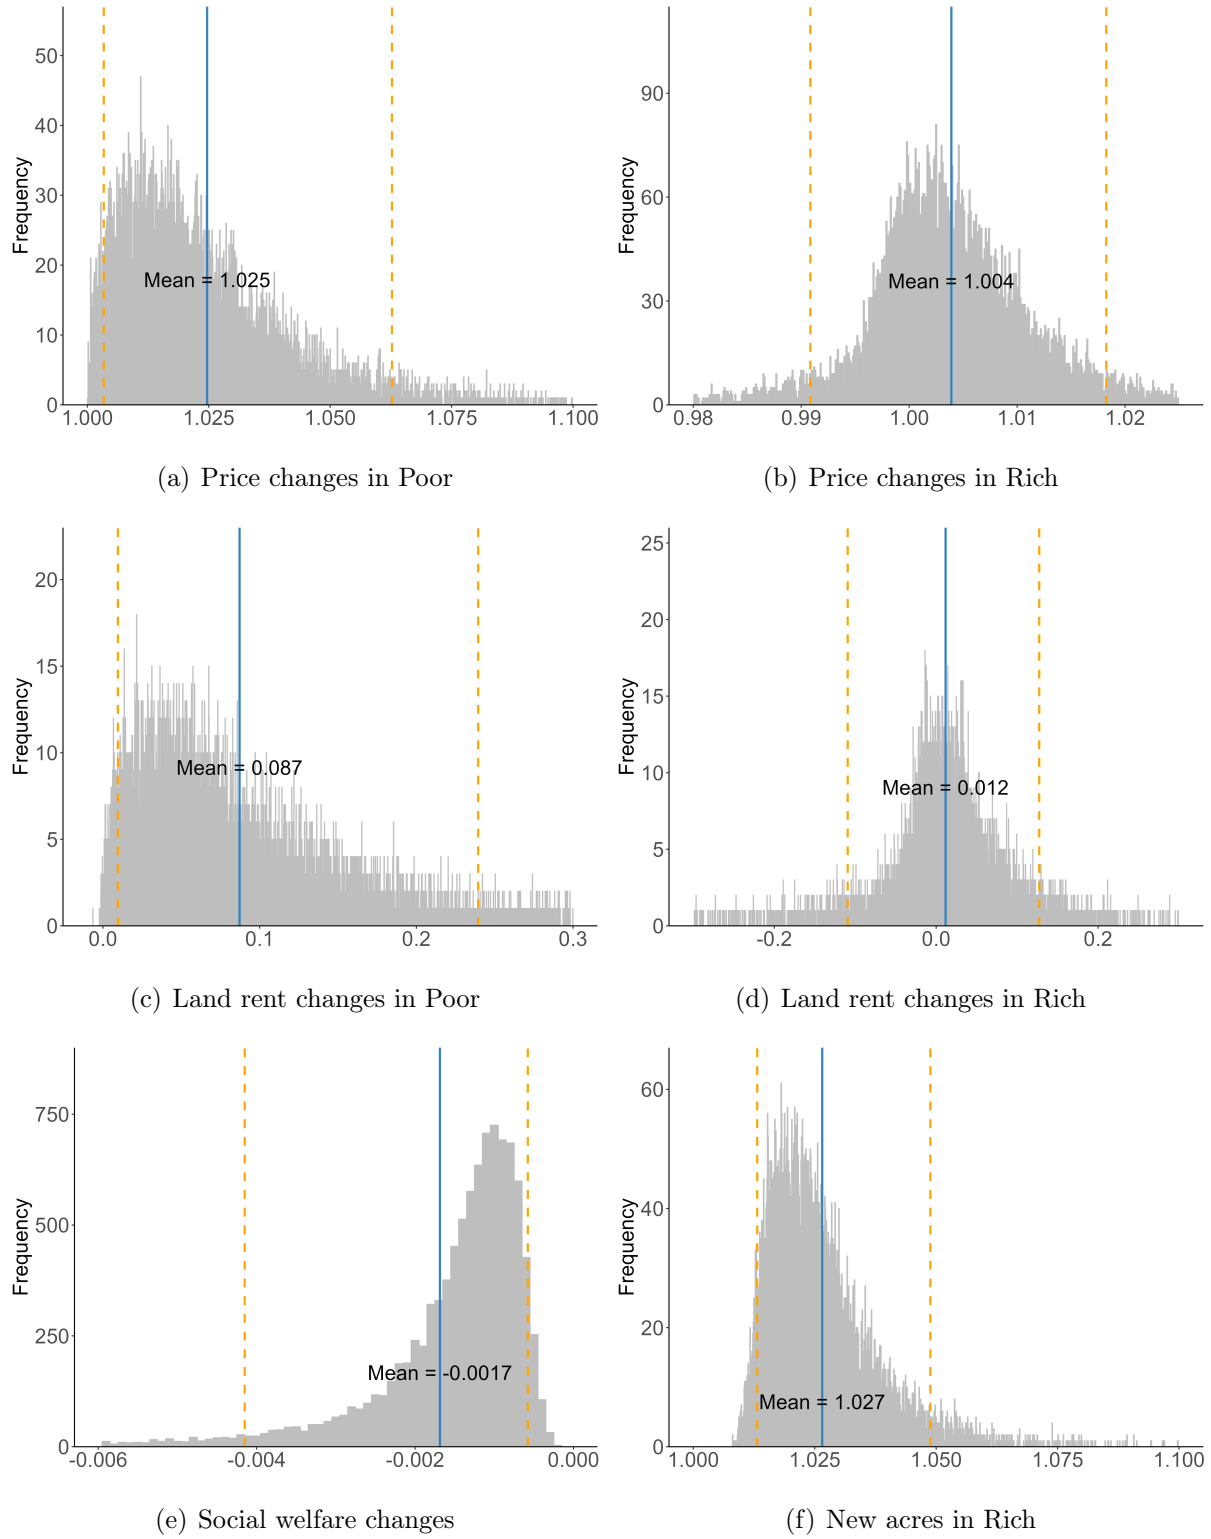 50
40
30
20
10
0
Frequency
Mean = 1.025
1.000 1.025 1.050 1.075 1.100
(a) Price changes in Poor
90
60
30
0
Frequency
Mean = 1.004
0.98 0.99 1.00 1.01 1.02
(b) Price changes in Rich
20
15
10
5
0
Frequency
Mean = 0.087
0.0 0.1 0.2 0.3
(c) Land rent changes in Poor
25
20
15
10
5
0
Frequency
Mean = 0.012
-0.2 0.0 0.2
(d) Land rent changes in Rich
750
500
250
0
Frequency
Mean = -0.0017
-0.006 -0.004 -0.002 0.000
(e) Social welfare changes
60
40
20
0
Frequency
Mean = 1.027
1.000 1.025 1.050 1.075 1.100
(f) New acres in Rich